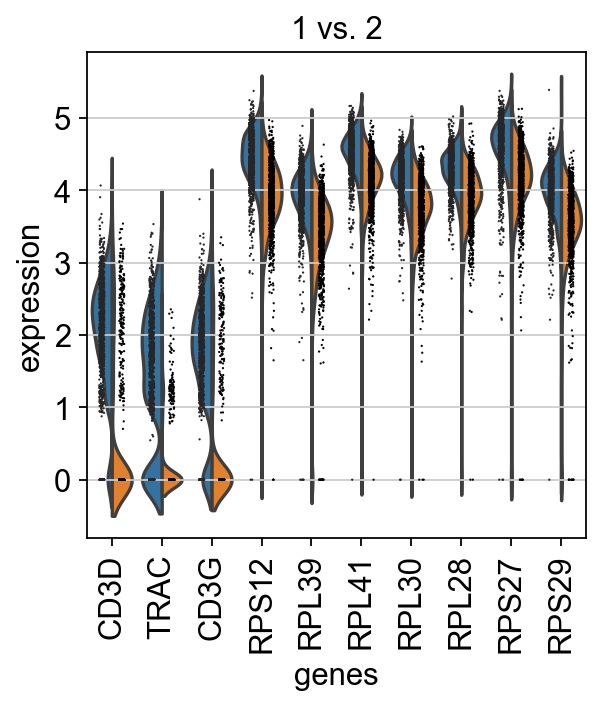 1 vs. 2
expression
5
4
3
2
1
0
CD3D
TRAC
CD3G
RPS12
RPL39
RPL41
RPL30
RPL28
RPS27
RPS29
genes